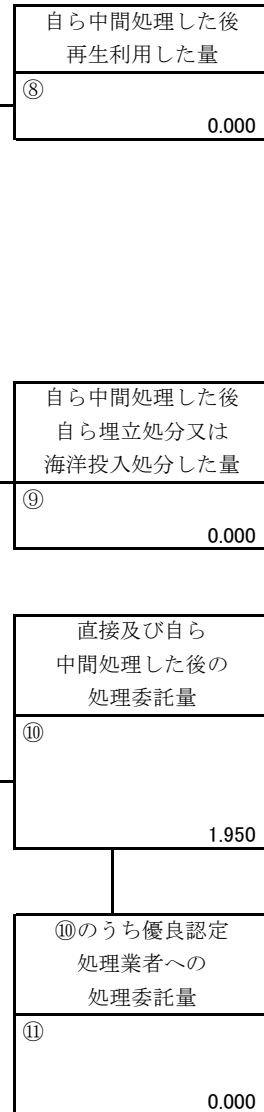 自ら中間処理した後
再生利用した量
⑧
0.000
自ら中間処理した後
自ら埋立処分又は
海洋投入処分した量
⑨
0.000
直接及び自ら
中間処理した後の
処理委託量
⑩
1.950
⑩のうち優良認定
処理業者への
処理委託量
⑪
0.000